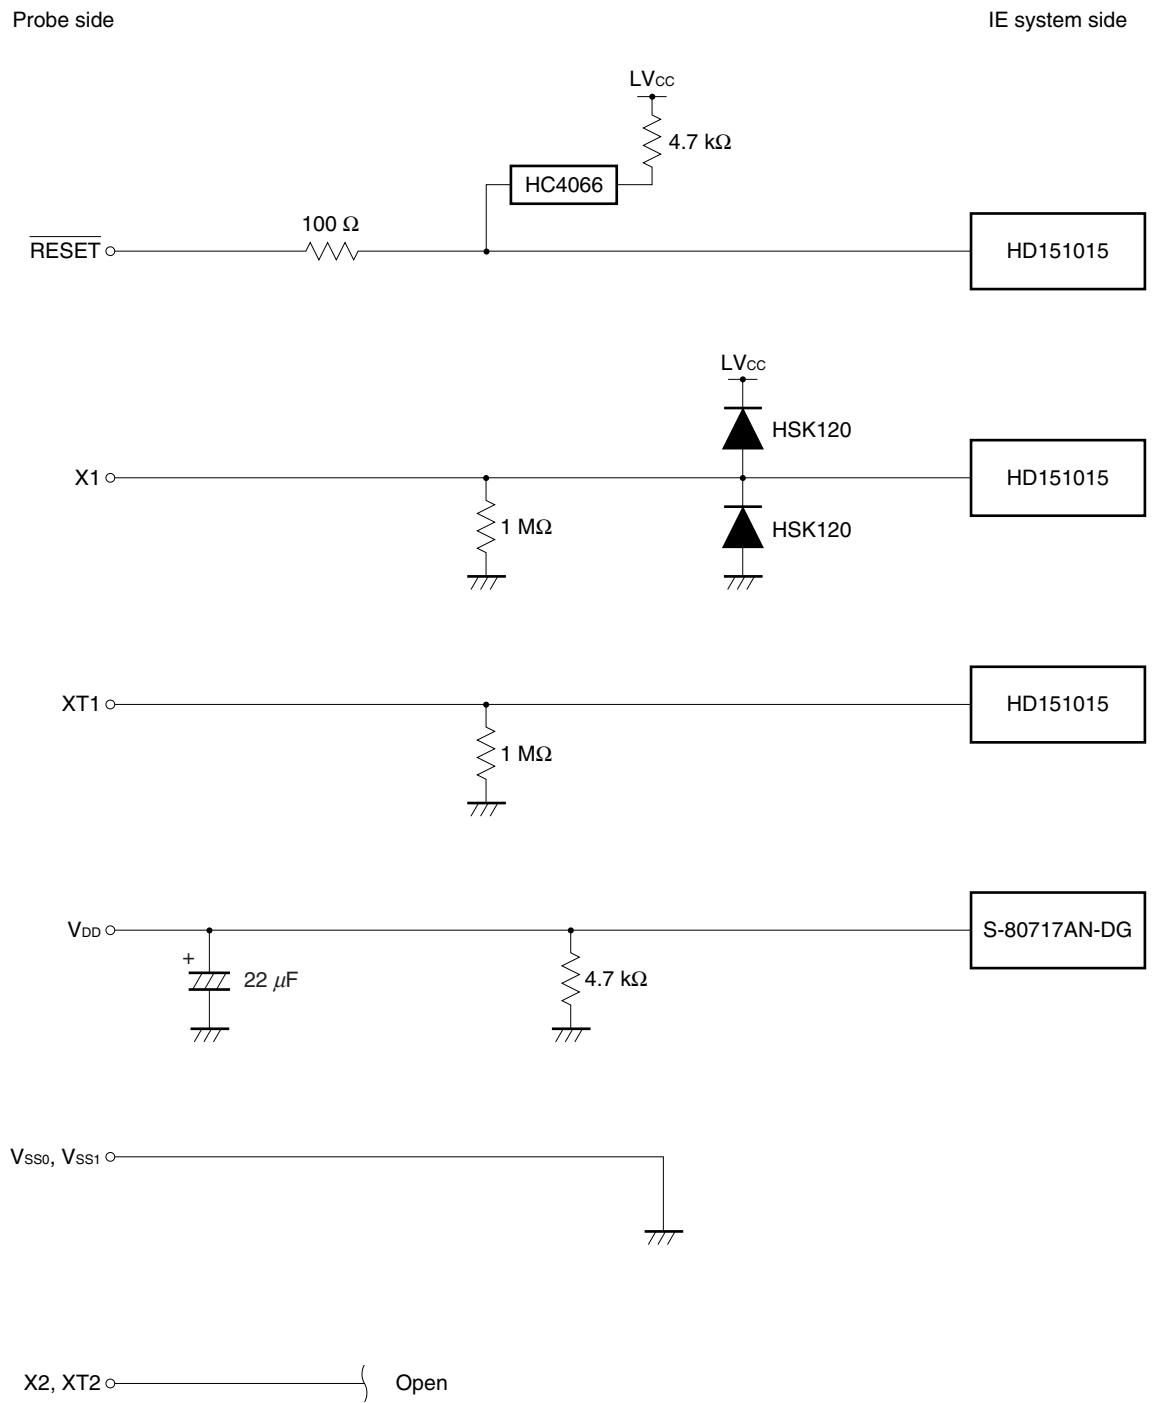 Probe side
IE system side
LVCC
4.7 kΩ
HC4066
100 Ω
RESET
HD151015
LVCC
HSK120
X1
HD151015
1 MΩ
HSK120
XT1
HD151015
1 MΩ
VDD
S-80717AN-DG
+
22 µF
4.7 kΩ
VSS0, VSS1
X2, XT2
Open